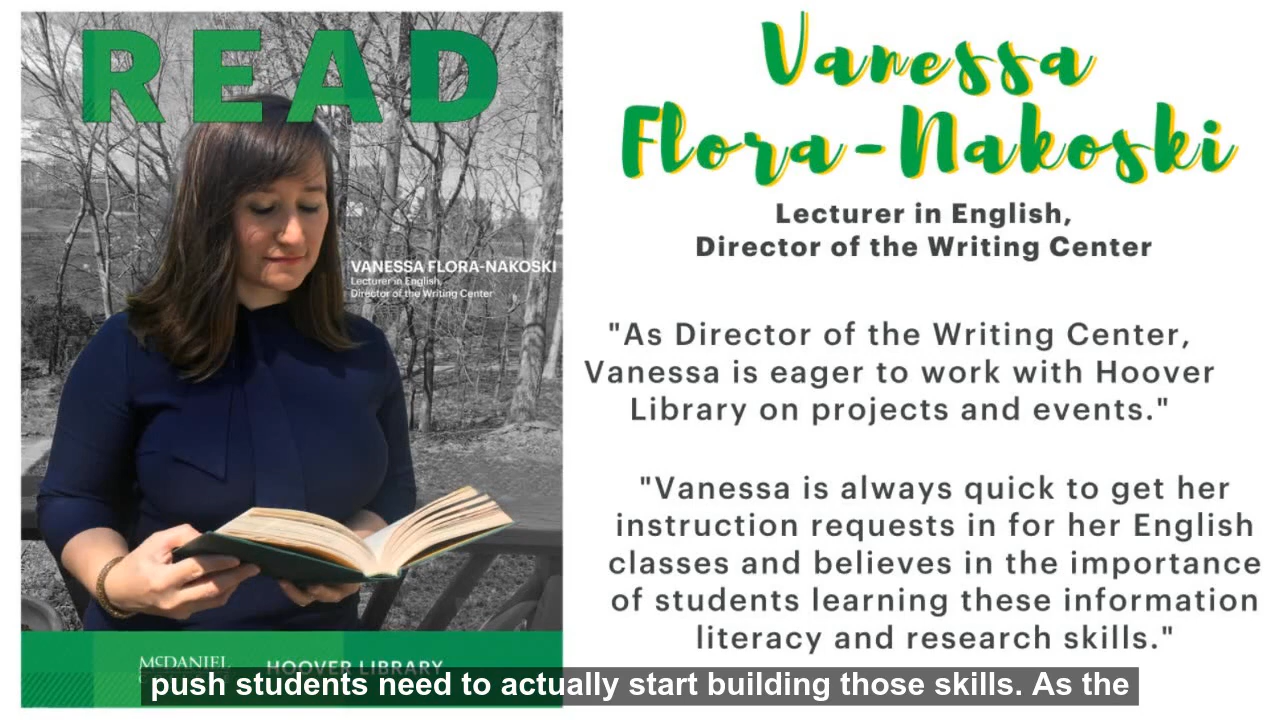 READ
VANESSA FLORA-NAKOSKI
Lecturer in English,
Director of the Writing Center
McDANIEL
HOOVER LIBRARY
Vanessa
Flora-Nakoski
Lecturer in English,
Director of the Writing Center
"As Director of the Writing Center,
Vanessa is eager to work with Hoover
Library on projects and events."
"Vanessa is always quick to get her
instruction requests in for her English
classes and believes in the importance
of students learning these information
literacy and research skills."
push students need to actually start building those skills. As the